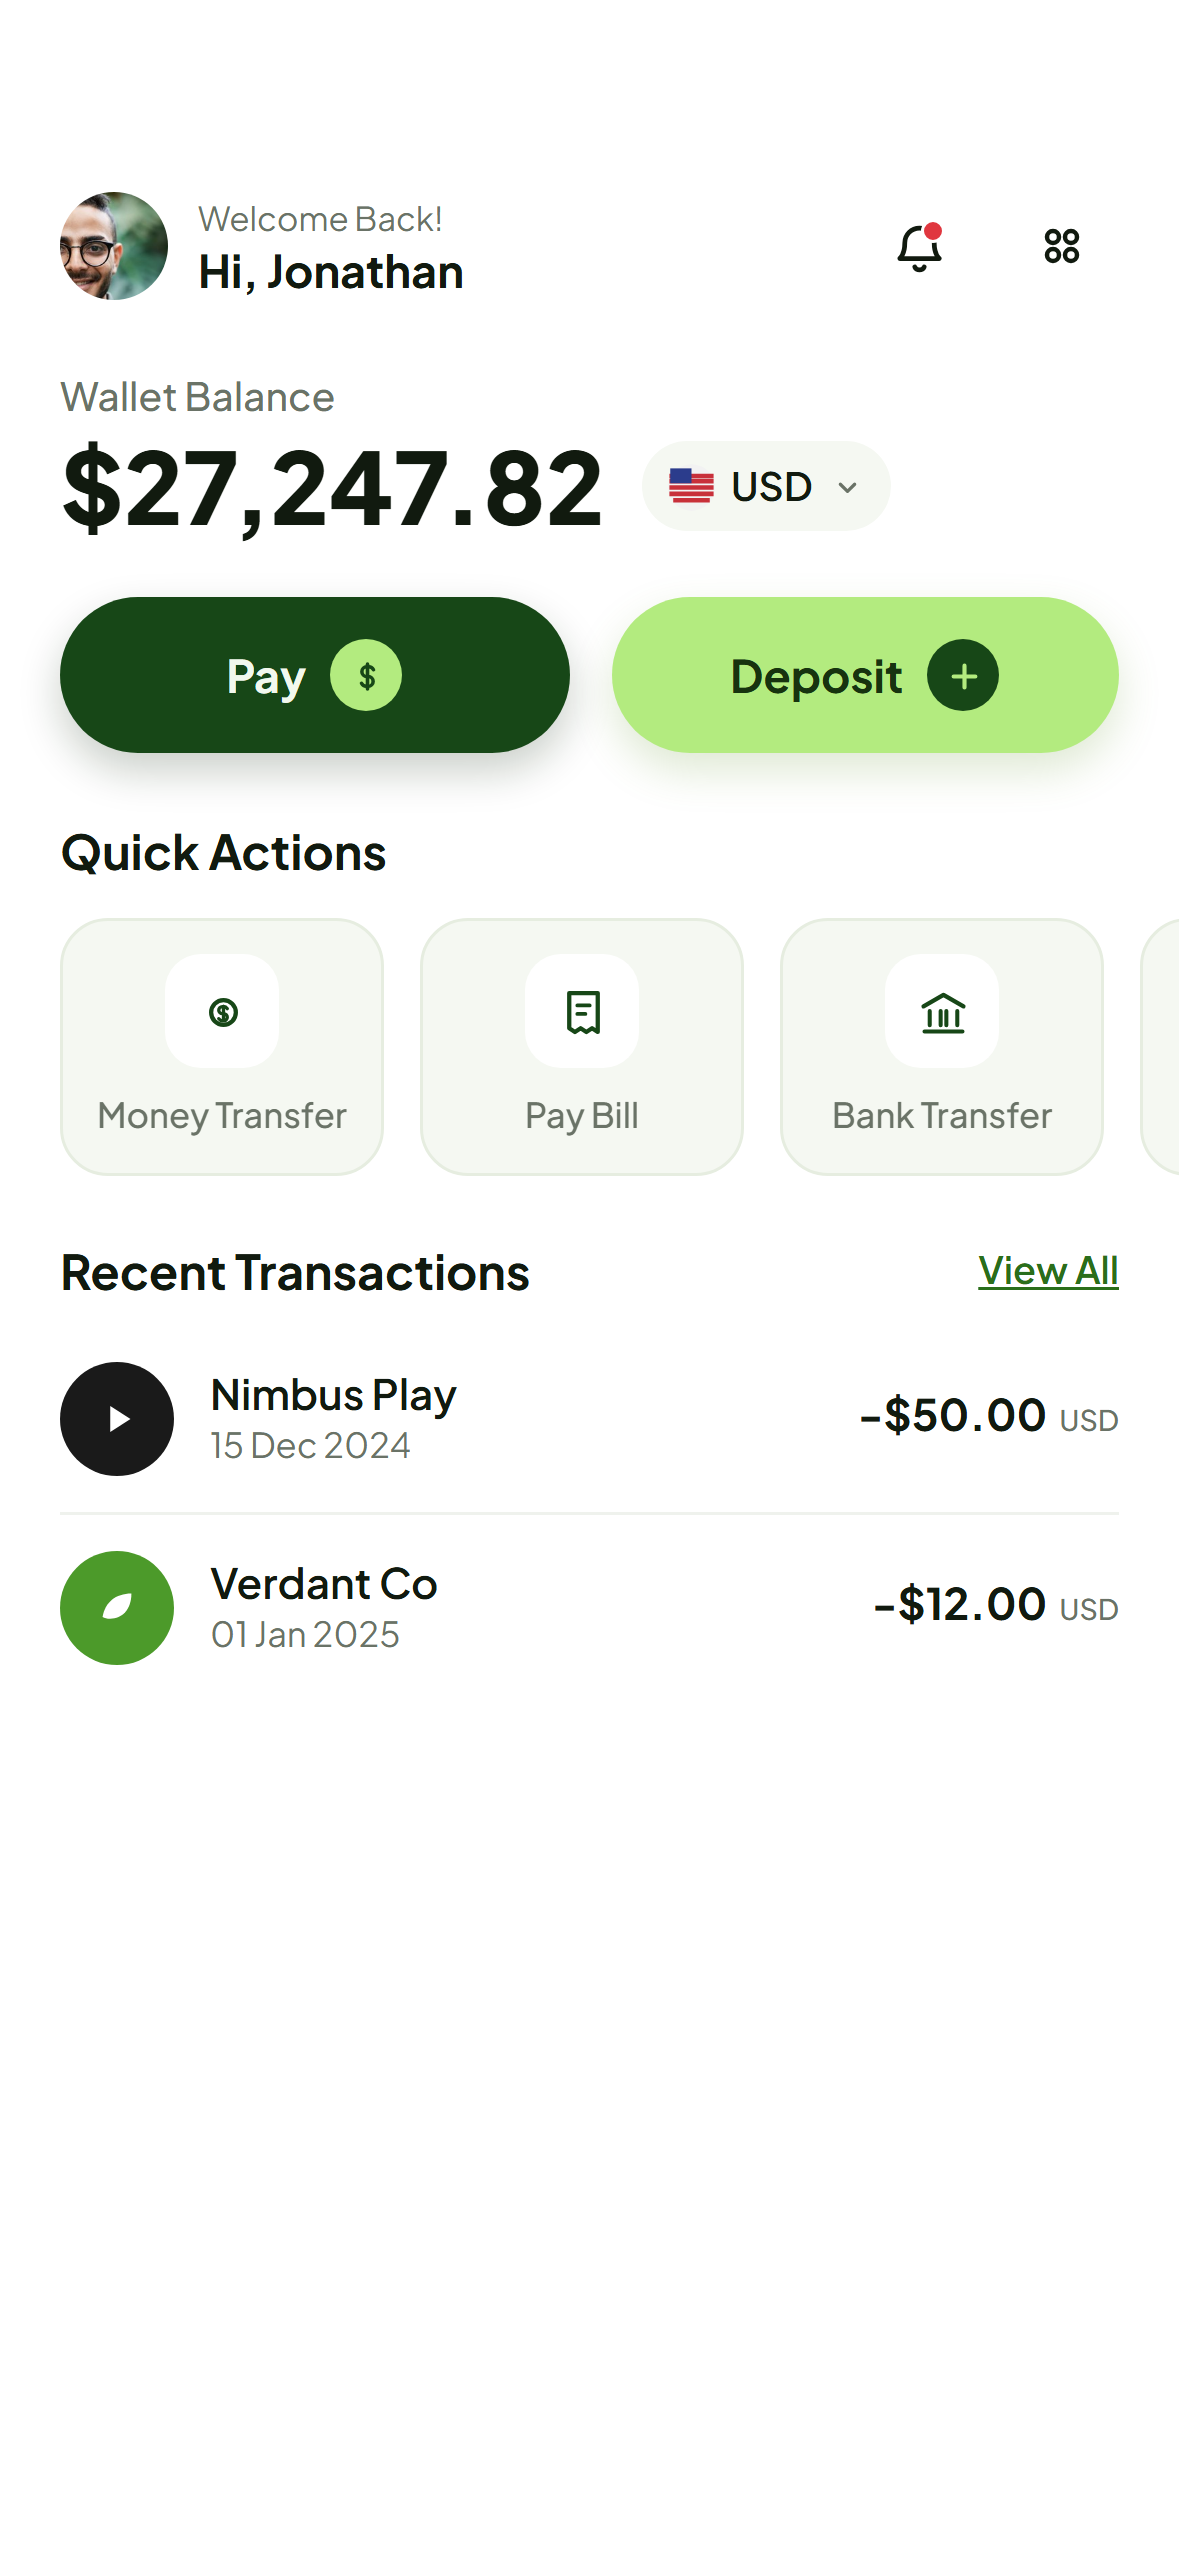 Welcome Back!
Hi, Jonathan
Wallet Balance
$27,247.82
USD
Pay $
Deposit
Quick Actions
Money Transfer
Pay Bill
Bank Transfer
Recent Transactions
View All
Nimbus Play
15 Dec 2024
-$50.00 USD
Verdant Co
01 Jan 2025
-$12.00 USD